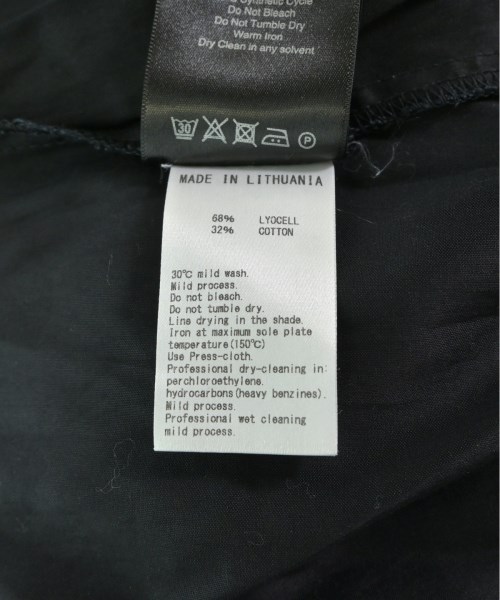 & Synthetic Cycle
Do Not Bleach
Do Not Tumble Dry
Warm Iron
Dry Clean in any solvent
30
P
MADE IN LITHUANIA
68% LYOCELL
32% COTTON
30℃ mild wash.
Mild process.
Do not bleach.
Do not tumble dry.
Line drying in the shade.
Iron at maximum sole plate
temperature(150℃)
Use Press-cloth.
Professional dry-cleaning in:
perchloroethylene.
hydrocarbons(heavy benzines).
Mild process.
Professional wet cleaning
mild process.